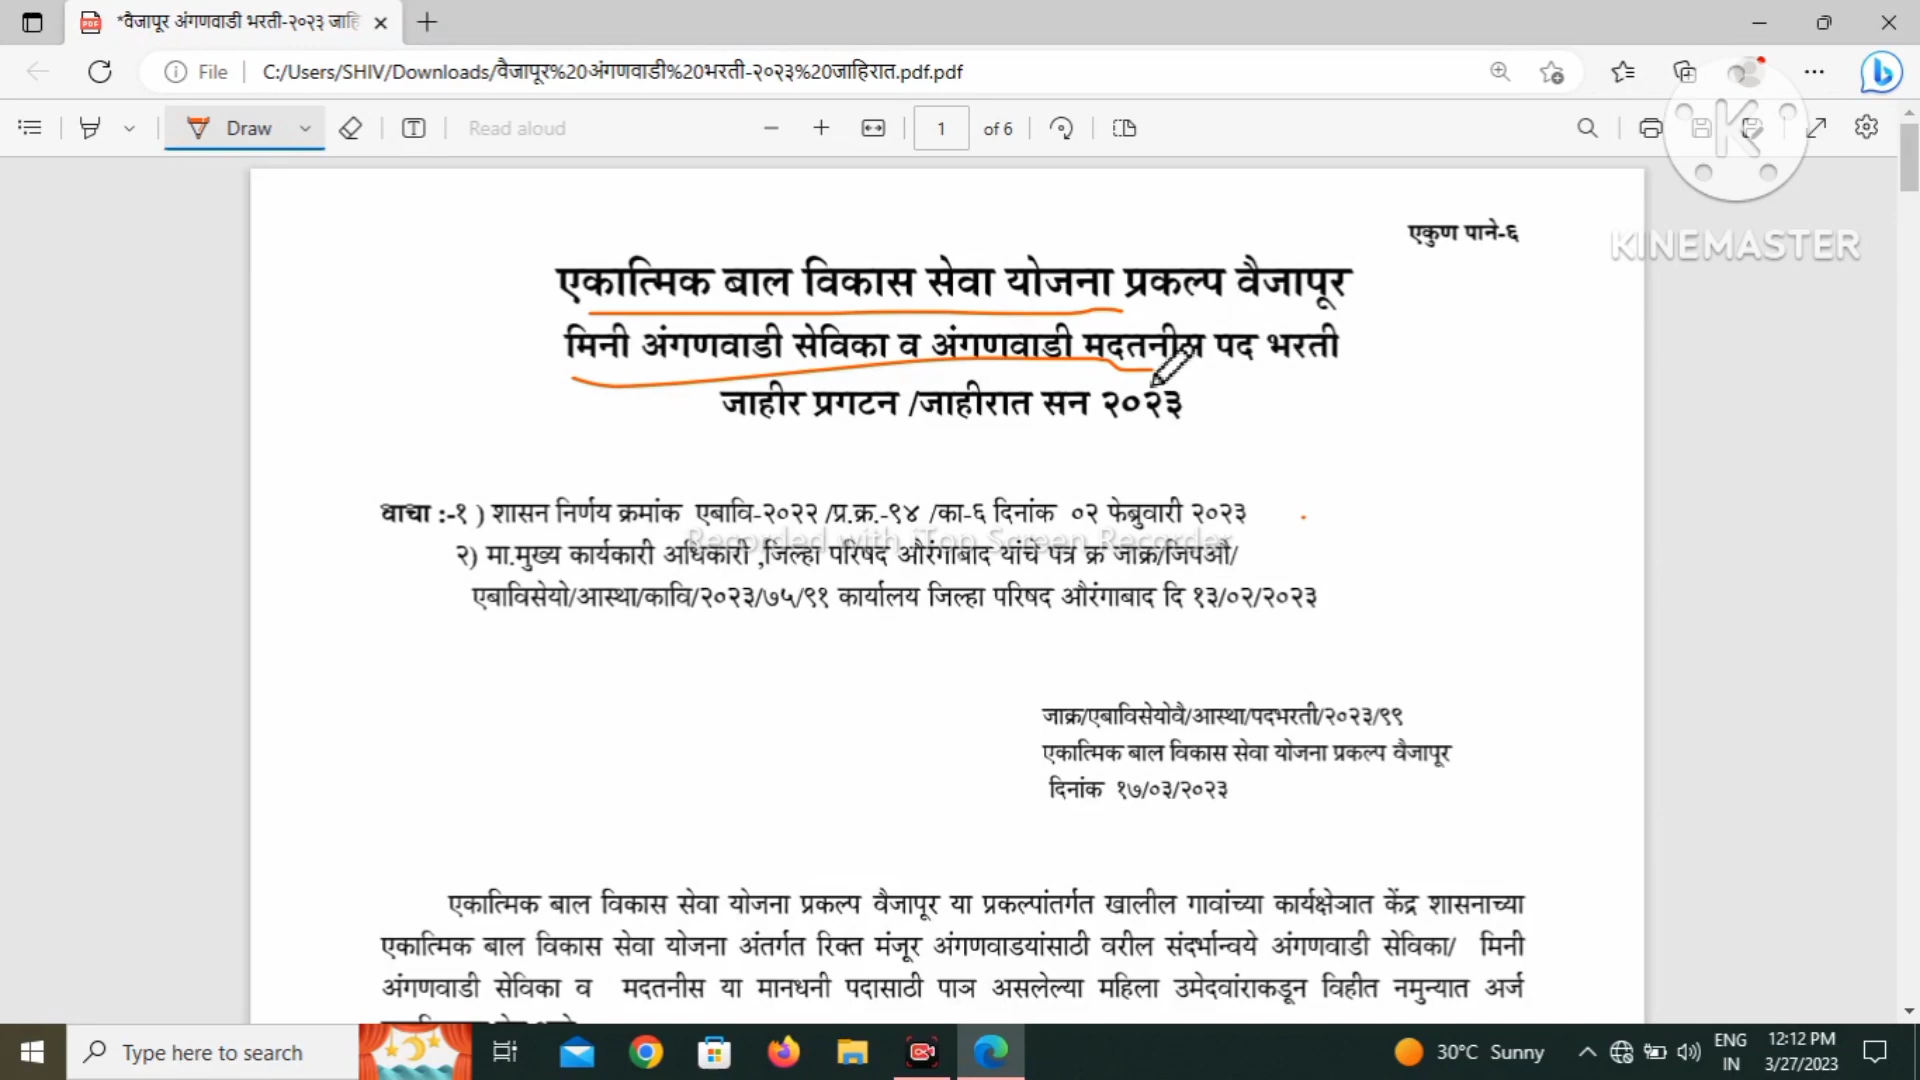 *वैजापूर अंगणवाडी भरती-२०२३ जाहि
File
C:/Users/SHIV/Downloads/वैजापूर%20अंगणवाडी%20भरती-२०२३%20जाहिरात.pdf.pdf
Draw
Read aloud
1 of 6
KINEMASTER
एकुण पाने-६
एकात्मिक बाल विकास सेवा योजना प्रकल्प वैजापूर
मिनी अंगणवाडी सेविका व अंगणवाडी मदतनीस पद भरती
जाहीर प्रगटन /जाहीरात सन २०२३
वाचा :-१ ) शासन निर्णय क्रमांक एबावि-२०२२ /प्र.क्र.-९४ /का-६ दिनांक ०२ फेब्रुवारी २०२३
Recorded with iTop Screen Recorder
२) मा.मुख्य कार्यकारी अधिकारी ,जिल्हा परिषद औरंगाबाद यांचे पत्र क्र जाक्र/जिपऔ/
एबाविसेयो/आस्था/कावि/२०२३/७५/९१ कार्यालय जिल्हा परिषद औरंगाबाद दि १३/०२/२०२३
जाक्र/एबाविसेयोवै/आस्था/पदभरती/२०२३/९९
एकात्मिक बाल विकास सेवा योजना प्रकल्प वैजापूर
दिनांक १७/०३/२०२३
एकात्मिक बाल विकास सेवा योजना प्रकल्प वैजापूर या प्रकल्पांतर्गत खालील गावांच्या कार्यक्षेञात केंद्र शासनाच्या
एकात्मिक बाल विकास सेवा योजना अंतर्गत रिक्त मंजूर अंगणवाडयांसाठी वरील संदर्भान्वये अंगणवाडी सेविका/ मिनी
अंगणवाडी सेविका व मदतनीस या मानधनी पदासाठी पाञ असलेल्या महिला उमेदवांराकडून विहीत नमुन्यात अर्ज
Type here to search
30°C Sunny
ENG
IN
12:12 PM
3/27/2023